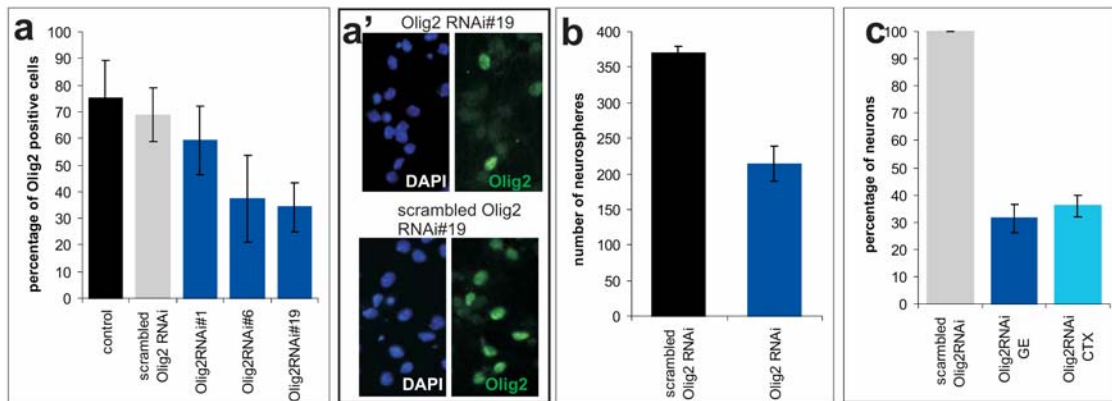 a
percentage of Olig2 positive cells
100
90
80
70
60
50
40
30
20
10
0
control
scrambled
Olig2 RNAi
Olig2RNAi#1
Olig2RNAi#6
Olig2RNAi#19
a'
Olig2 RNAi#19
DAPI
Olig2
scrambled Olig2
RNAi#19
DAPI
Olig2
b
number of neurospheres
400
350
300
250
200
150
100
50
0
scrambled
Olig2 RNAi
Olig2 RNAi
c
percentage of neurons
100
90
80
70
60
50
40
30
20
10
0
scarmbled
Olig2RNAi
Olig2RNAi
GE
Olig2RNAi
CTX